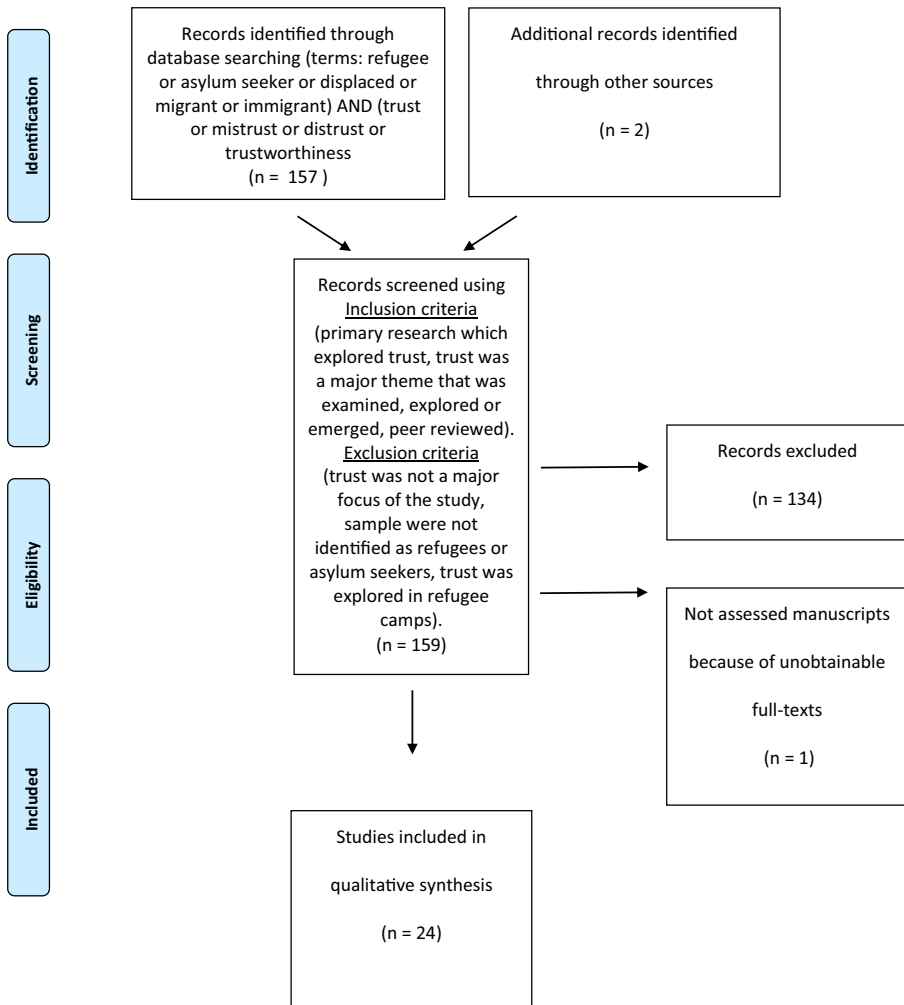 Identification
Records identified through
database searching (terms: refugee
or asylum seeker or displaced or
migrant or immigrant) AND (trust
or mistrust or distrust or
trustworthiness
(n = 157 )
Additional records identified
through other sources
(n = 2)
Screening
Records screened using
Inclusion criteria
(primary research which
explored trust, trust was
a major theme that was
examined, explored or
emerged, peer reviewed).
Exclusion criteria
(trust was not a major
focus of the study,
sample were not
identified as refugees or
asylum seekers, trust was
explored in refugee
camps).
(n = 159)
Records excluded
(n = 134)
Eligibility
Not assessed manuscripts
because of unobtainable
full-texts
(n = 1)
Included
Studies included in
qualitative synthesis
(n = 24)